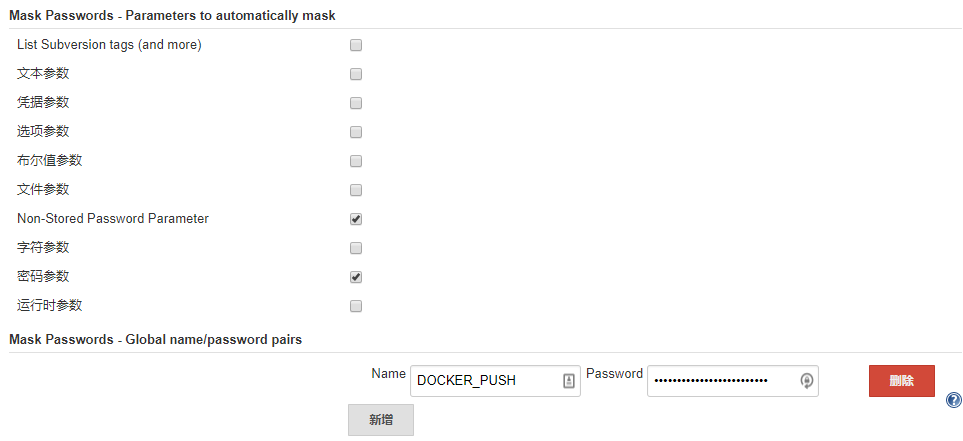 Mask Passwords - Parameters to automatically mask
List Subversion tags (and more)
文本参数
凭据参数
选项参数
布尔值参数
文件参数
Non-Stored Password Parameter
字符参数
密码参数
运行时参数
Mask Passwords - Global name/password pairs
Name DOCKER_PUSH Password ••••••••••••••••••••••••• 删除
?
新增